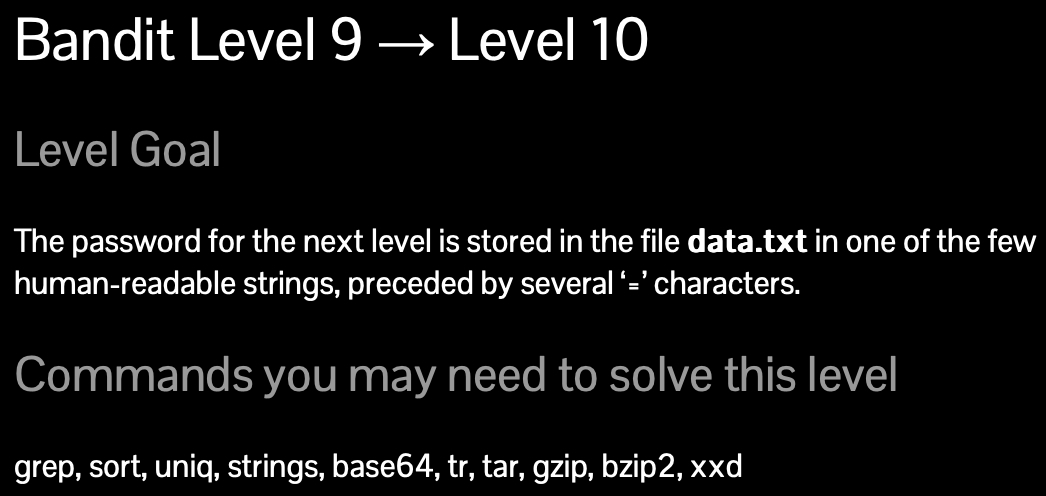 Bandit Level 9 → Level 10
Level Goal
The password for the next level is stored in the file data.txt in one of the few
human-readable strings, preceded by several ‘=’ characters.
Commands you may need to solve this level
grep, sort, uniq, strings, base64, tr, tar, gzip, bzip2, xxd